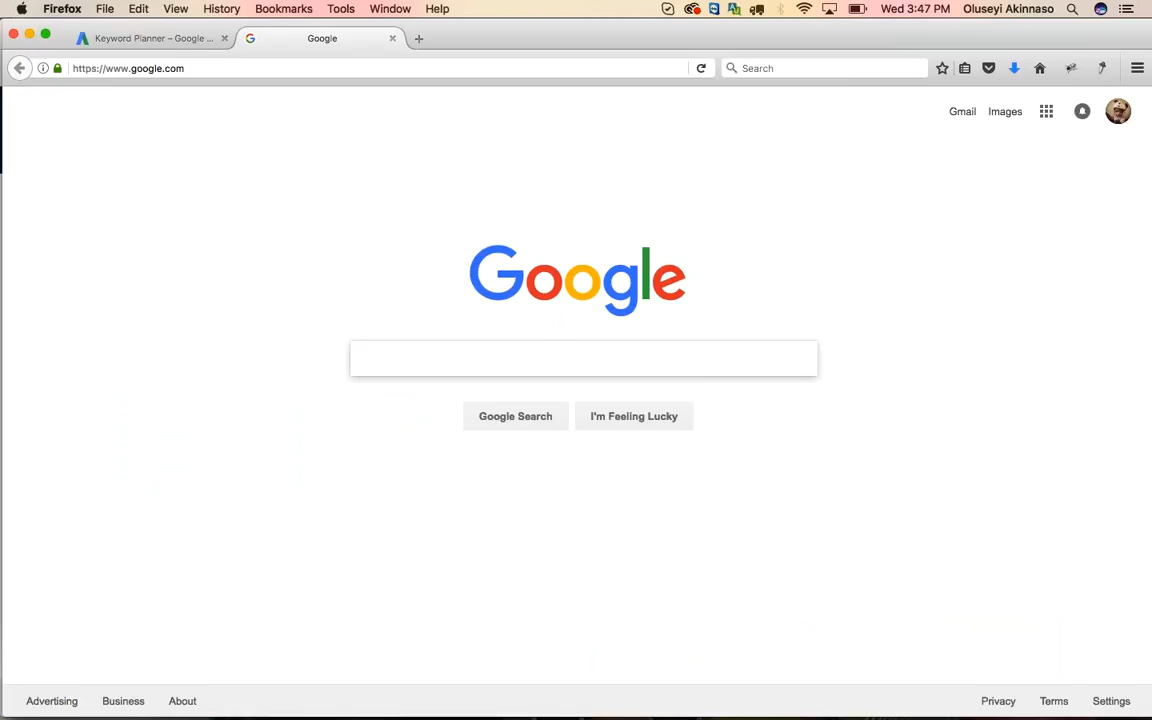 Firefox File Edit View History Bookmarks Tools Window Help Wed 3:47 PM Oluseyi Akinnaso
Keyword Planner – Google ... Google
https://www.google.com Search
Gmail Images
Google
Google Search I'm Feeling Lucky
Advertising Business About Privacy Terms Settings